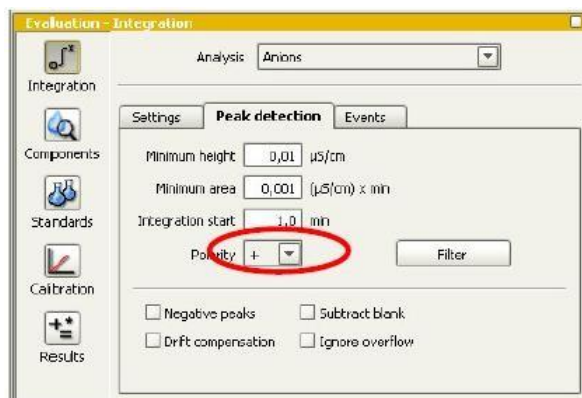 Evaluation - Integration
Integration
Components
Standards
Calibration
Results
Analysis Anions
Settings Peak detection Events
Minimum height 0,01 µS/cm
Minimum area 0,001 (µS/cm) x min
Integration start 1,0 min
Polarity + Filter
Negative peaks Subtract blank
Drift compensation Ignore overflow